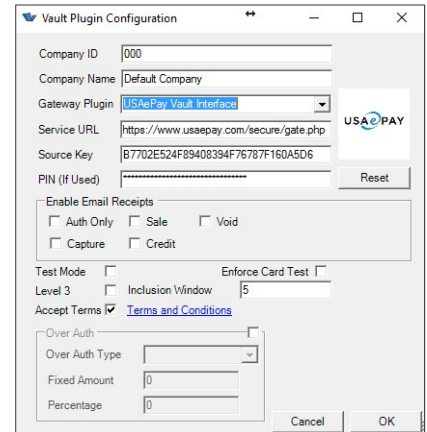 Vault Plugin Configuration
Company ID 000
Company Name Default Company
Gateway Plugin USAePay Vault Interface
USAePAY
Service URL https://www.usaepay.com/secure/gate.php
Source Key B7702E524F89408394F76787F160A5D6
PIN (If Used) ********************************
Reset
Enable Email Receipts
Auth Only Sale Void
Capture Credit
Test Mode Enforce Card Test
Level 3 Inclusion Window 5
Accept Terms Terms and Conditions
Over Auth
Over Auth Type
Fixed Amount 0
Percentage 0
Cancel OK